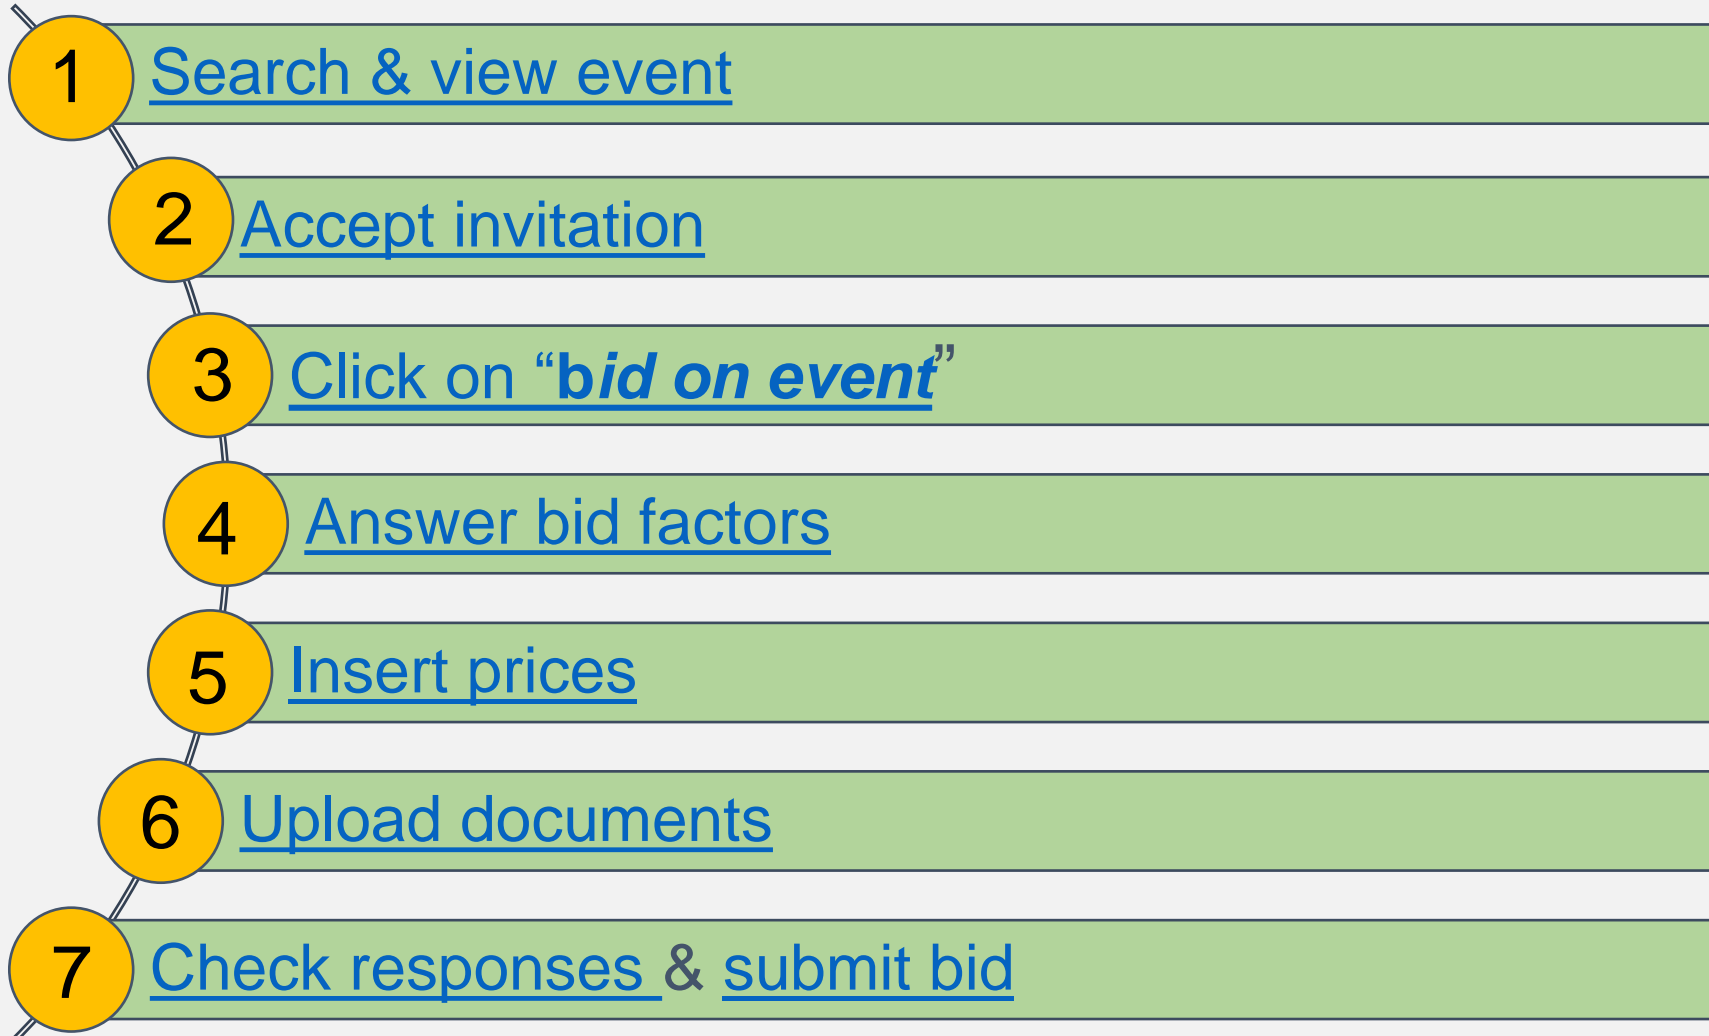 1 Search & view event
2 Accept invitation
3 Click on “bid on event”
4 Answer bid factors
5 Insert prices
6 Upload documents
7 Check responses & submit bid